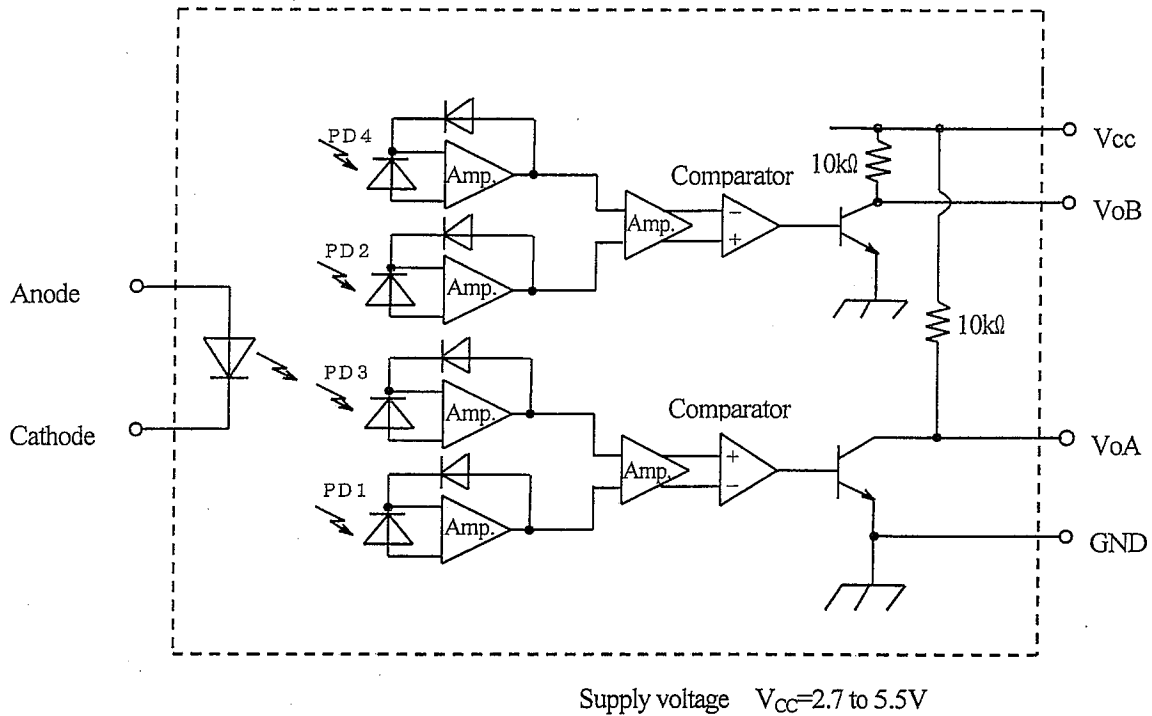 PD4
Amp.
Comparator
10kΩ
Vcc
VoB
−
+
Amp.
PD2
Amp.
Anode
10kΩ
PD3
Amp.
Comparator
Cathode
VoA
+
−
Amp.
PD1
Amp.
GND
Supply voltage VCC=2.7 to 5.5V